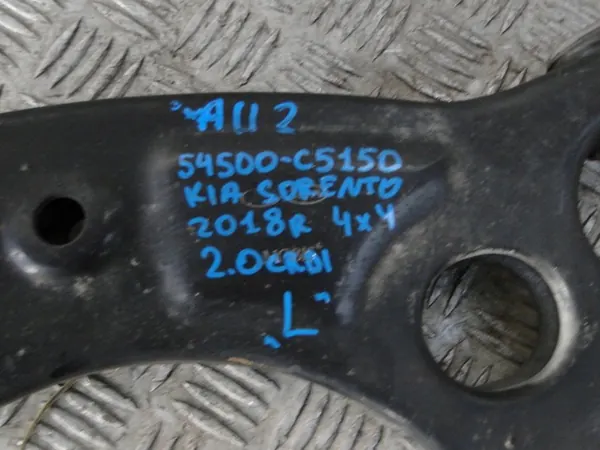 "A112
54500-C5150
KIA SORENTO
2018R 4x4
2.0CRDI
„L"